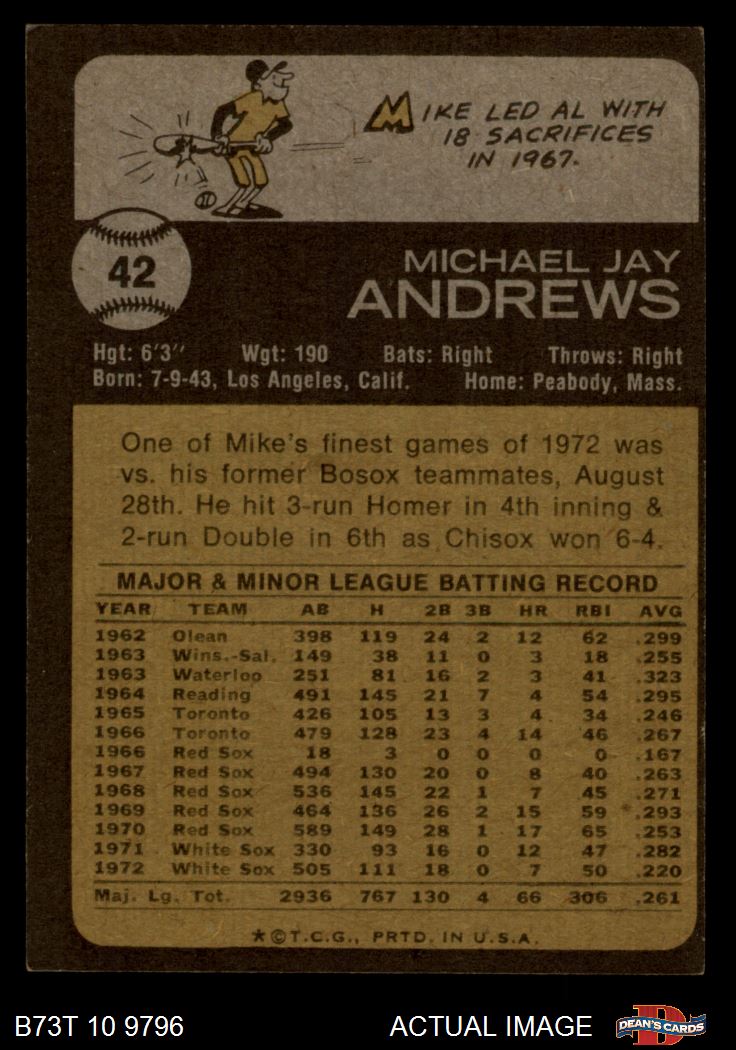 MIKE LED AL WITH
18 SACRIFICES
IN 1967.
42
MICHAEL JAY
ANDREWS
Hgt: 6'3" Wgt: 190 Bats: Right Throws: Right
Born: 7-9-43, Los Angeles, Calif. Home: Peabody, Mass.
One of Mike's finest games of 1972 was
vs. his former Bosox teammates, August
28th. He hit 3-run Homer in 4th inning &
2-run Double in 6th as Chisox won 6-4.
MAJOR & MINOR LEAGUE BATTING RECORD
YEAR TEAM AB H 2B 3B HR RBI AVG
1962 Olean 398 119 24 2 12 62 .299
1963 Wins.-Sal. 149 38 11 0 3 18 .255
1963 Waterloo 251 81 16 2 3 41 .323
1964 Reading 491 145 21 7 4 54 .295
1965 Toronto 426 105 13 3 4 34 .246
1966 Toronto 479 128 23 4 14 46 .267
1966 Red Sox 18 3 0 0 0 0 .167
1967 Red Sox 494 130 20 0 8 40 .263
1968 Red Sox 536 145 22 1 7 45 .271
1969 Red Sox 464 136 26 2 15 59 .293
1970 Red Sox 589 149 28 1 17 65 .253
1971 White Sox 330 93 16 0 12 47 .282
1972 White Sox 505 111 18 0 7 50 .220
Maj. Lg. Tot. 2936 767 130 4 66 306 .261
★©T.C.G., PRTD. IN U.S.A.
B73T 10 9796 ACTUAL IMAGE
D
DEAN'S CARDS